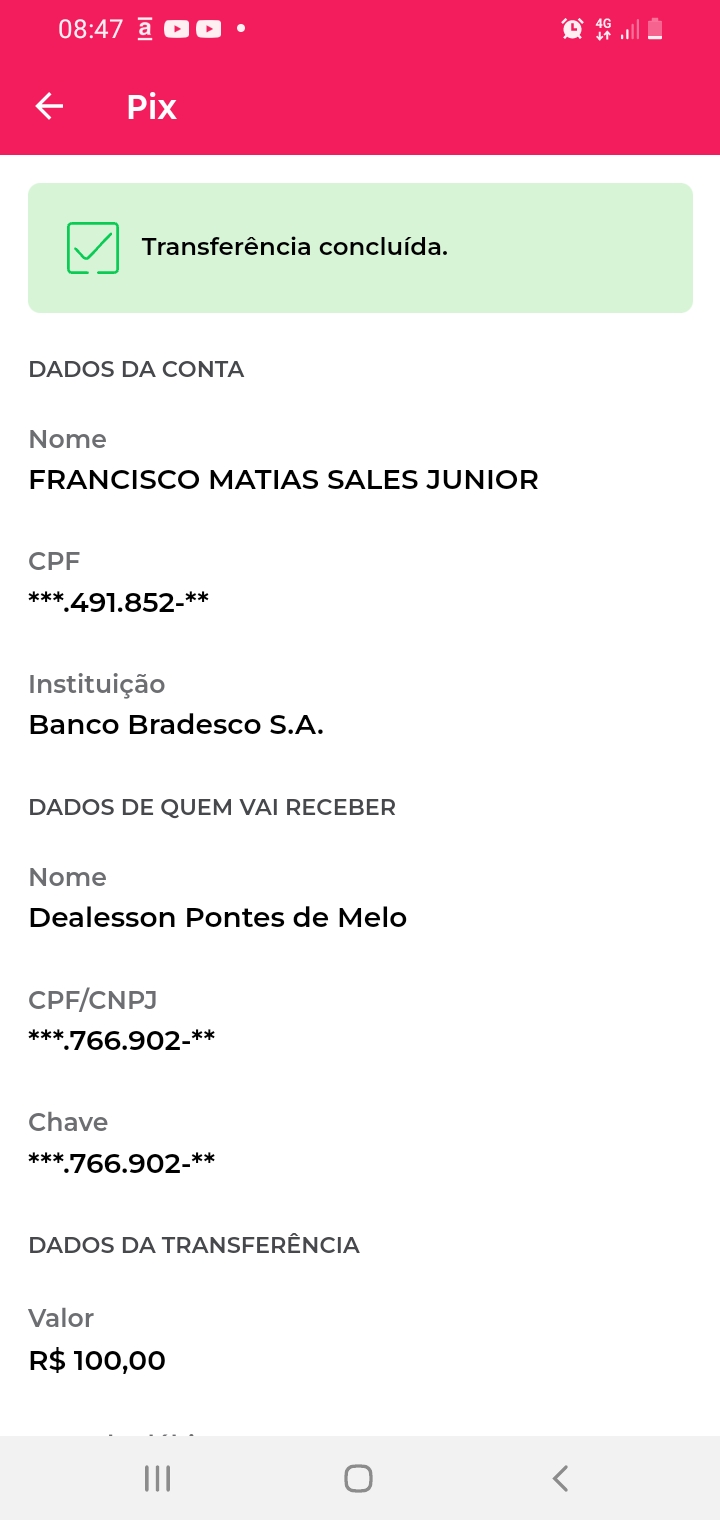 08:47 a
4G
Pix
Transferência concluída.
DADOS DA CONTA
Nome
FRANCISCO MATIAS SALES JUNIOR
CPF
***.491.852-**
Instituição
Banco Bradesco S.A.
DADOS DE QUEM VAI RECEBER
Nome
Dealesson Pontes de Melo
CPF/CNPJ
***.766.902-**
Chave
***.766.902-**
DADOS DA TRANSFERÊNCIA
Valor
R$ 100,00